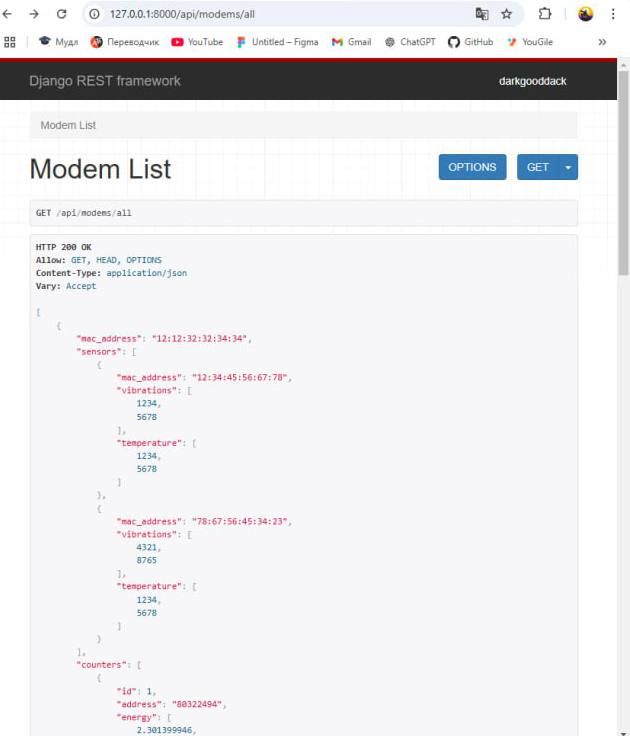 127.0.0.1:8000/api/modems/all
Мудл Переводчик YouTube Untitled – Figma Gmail ChatGPT GitHub YouGile »
Django REST framework darkgooddack
Modem List
Modem List OPTIONS GET
GET /api/modems/all
HTTP 200 OK
Allow: GET, HEAD, OPTIONS
Content-Type: application/json
Vary: Accept
[
{
"mac_address": "12:12:32:32:34:34",
"sensors": [
{
"mac_address": "12:34:45:56:67:78",
"vibrations": [
1234,
5678
],
"temperature": [
1234,
5678
]
},
{
"mac_address": "78:67:56:45:34:23",
"vibrations": [
4321,
8765
],
"temperature": [
1234,
5678
]
}
],
"counters": [
{
"id": 1,
"address": "80322494",
"energy": [
2.301399946,